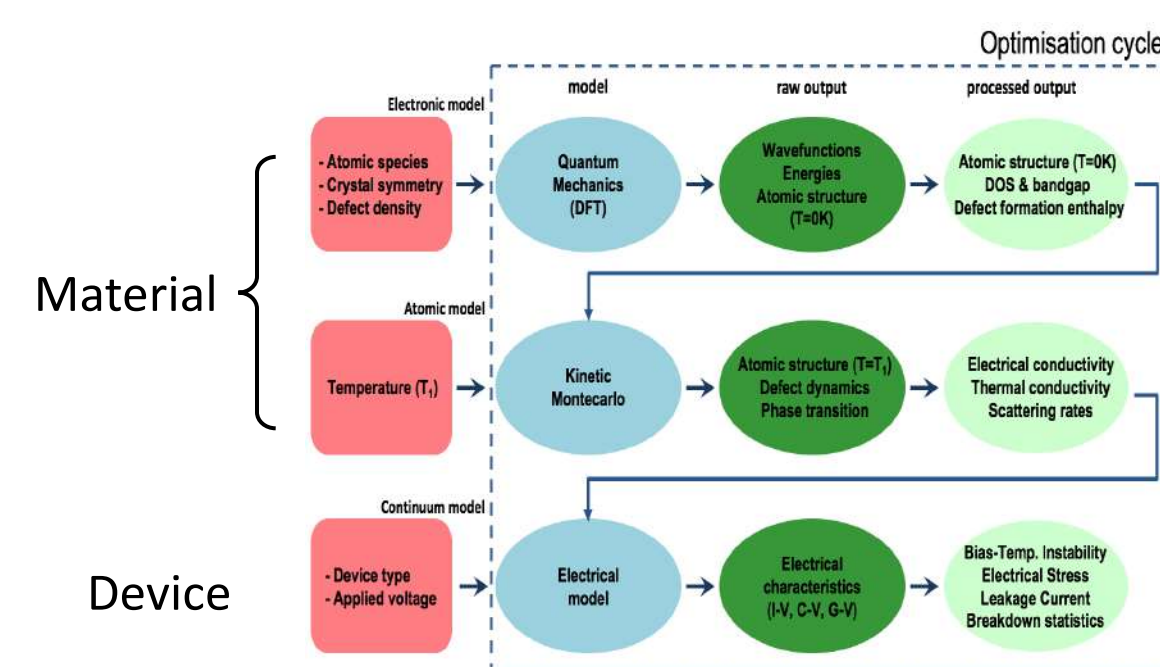 Optimisation cycle
model
raw output
processed output
Electronic model
- Atomic species
- Crystal symmetry
- Defect density
Quantum
Mechanics
(DFT)
Wavefunctions
Energies
Atomic structure
(T=0K)
Atomic structure (T=0K)
DOS & bandgap
Defect formation enthalpy
Material
Atomic model
Temperature (T₁)
Kinetic
Montecarlo
Atomic structure (T=T₁)
Defect dynamics
Phase transition
Electrical conductivity
Thermal conductivity
Scattering rates
Continuum model
Device
- Device type
- Applied voltage
Electrical
model
Electrical
characteristics
(I-V, C-V, G-V)
Bias-Temp. Instability
Electrical Stress
Leakage Current
Breakdown statistics